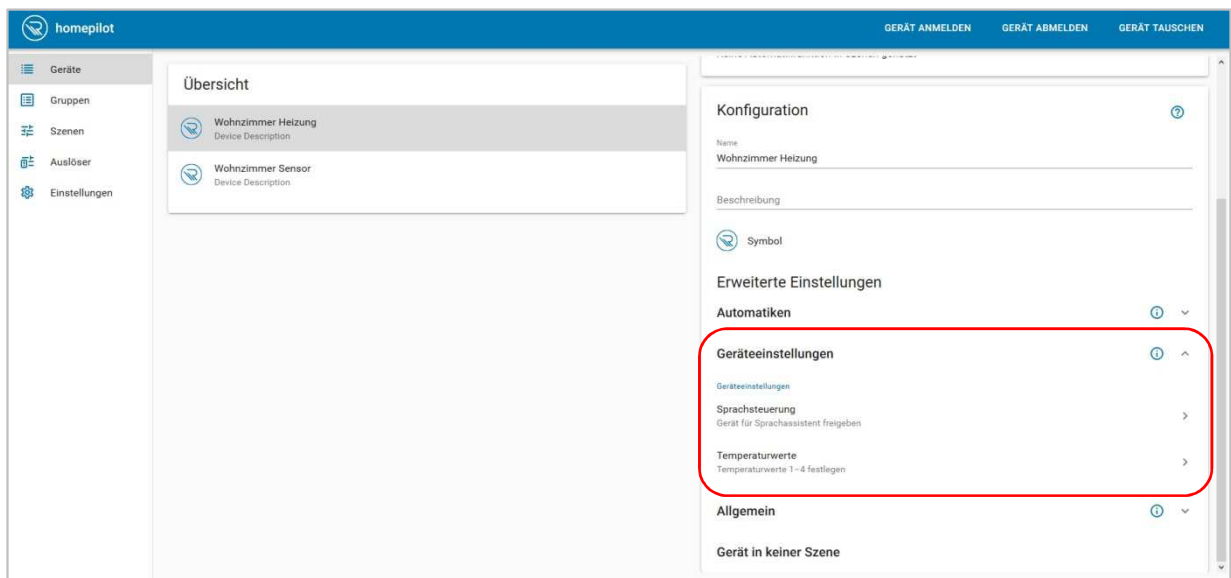 homepilot
GERÄT ANMELDEN
GERÄT ABMELDEN
GERÄT TAUSCHEN
Geräte
Gruppen
Szenen
Auslöser
Einstellungen
Übersicht
Wohnzimmer Heizung
Device Description
Wohnzimmer Sensor
Device Description
Konfiguration
Name
Wohnzimmer Heizung
Beschreibung
Symbol
Erweiterte Einstellungen
Automatiken
Geräteeinstellungen
Geräteeinstellungen
Sprachsteuerung
Gerät für Sprachassistent freigeben
Temperaturwerte
Temperaturwerte 1–4 festlegen
Allgemein
Gerät in keiner Szene